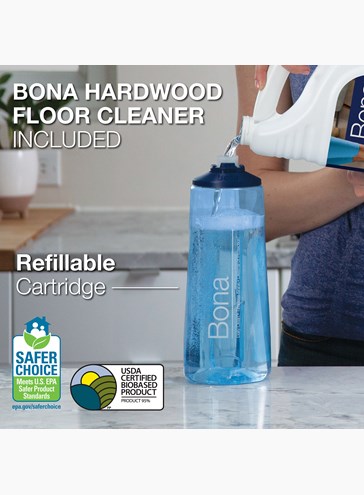 BONA HARDWOOD
FLOOR CLEANER
INCLUDED
Bona
Refillable
Cartridge
Bona
SAFER
CHOICE
Meets U.S. EPA
Safer Product
Standards
epa.gov/saferchoice
USDA
CERTIFIED
BIOBASED
PRODUCT
PRODUCT 95%